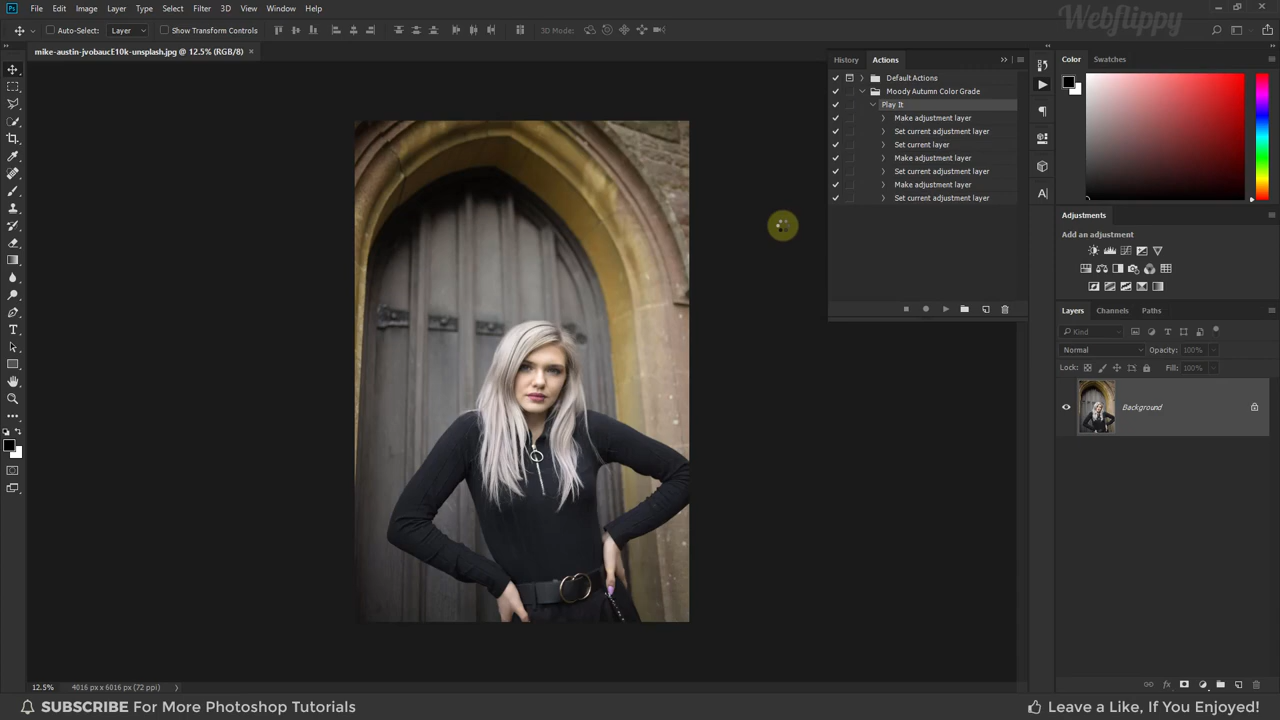 Ps File Edit Image Layer Type Select Filter 3D View Window Help
Webflippy
Auto-Select: Layer Show Transform Controls 3D Mode:
mike-austin-jvobaucE10k-unsplash.jpg @ 12.5% (RGB/8) ×
History Actions
Default Actions
Moody Autumn Color Grade
Play It
Make adjustment layer
Set current adjustment layer
Set current layer
Make adjustment layer
Set current adjustment layer
Make adjustment layer
Set current adjustment layer
Color Swatches
Adjustments
Add an adjustment
Layers Channels Paths
Kind
Normal Opacity: 100%
Lock: Fill: 100%
Background
12.5% 4016 px x 6016 px (72 ppi)
SUBSCRIBE For More Photoshop Tutorials
Leave a Like, If You Enjoyed!